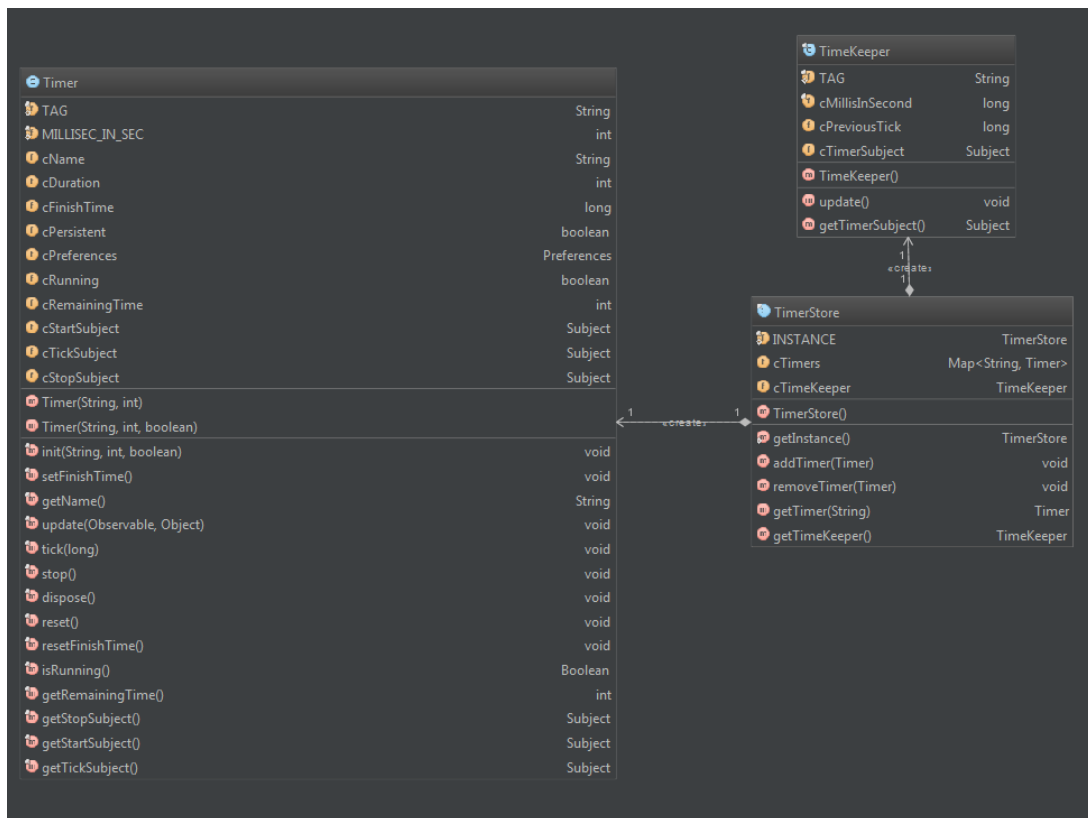 Timer
TAG String
MILLISEC_IN_SEC int
cName String
cDuration int
cFinishTime long
cPersistent boolean
cPreferences Preferences
cRunning boolean
cRemainingTime int
cStartSubject Subject
cTickSubject Subject
cStopSubject Subject
Timer(String, int)
Timer(String, int, boolean)
init(String, int, boolean) void
setFinishTime() void
getName() String
update(Observable, Object) void
tick(long) void
stop() void
dispose() void
reset() void
resetFinishTime() void
isRunning() Boolean
getRemainingTime() int
getStopSubject() Subject
getStartSubject() Subject
getTickSubject() Subject
1 «create» 1
TimeKeeper
TAG String
cMillisInSecond long
cPreviousTick long
cTimerSubject Subject
TimeKeeper()
update() void
getTimerSubject() Subject
1
«create»
1
TimerStore
INSTANCE TimerStore
cTimers Map<String, Timer>
cTimeKeeper TimeKeeper
TimerStore()
getInstance() TimerStore
addTimer(Timer) void
removeTimer(Timer) void
getTimer(String) Timer
getTimeKeeper() TimeKeeper